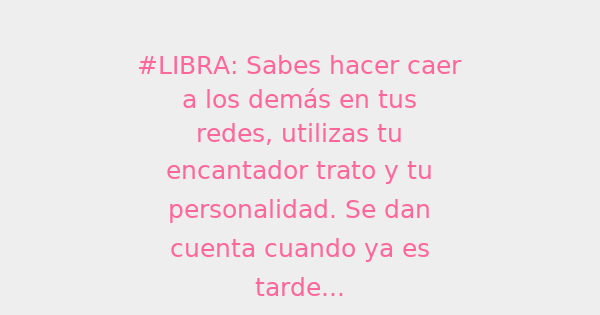 #LIBRA: Sabes hacer caer
a los demás en tus
redes, utilizas tu
encantador trato y tu
personalidad. Se dan
cuenta cuando ya es
tarde...